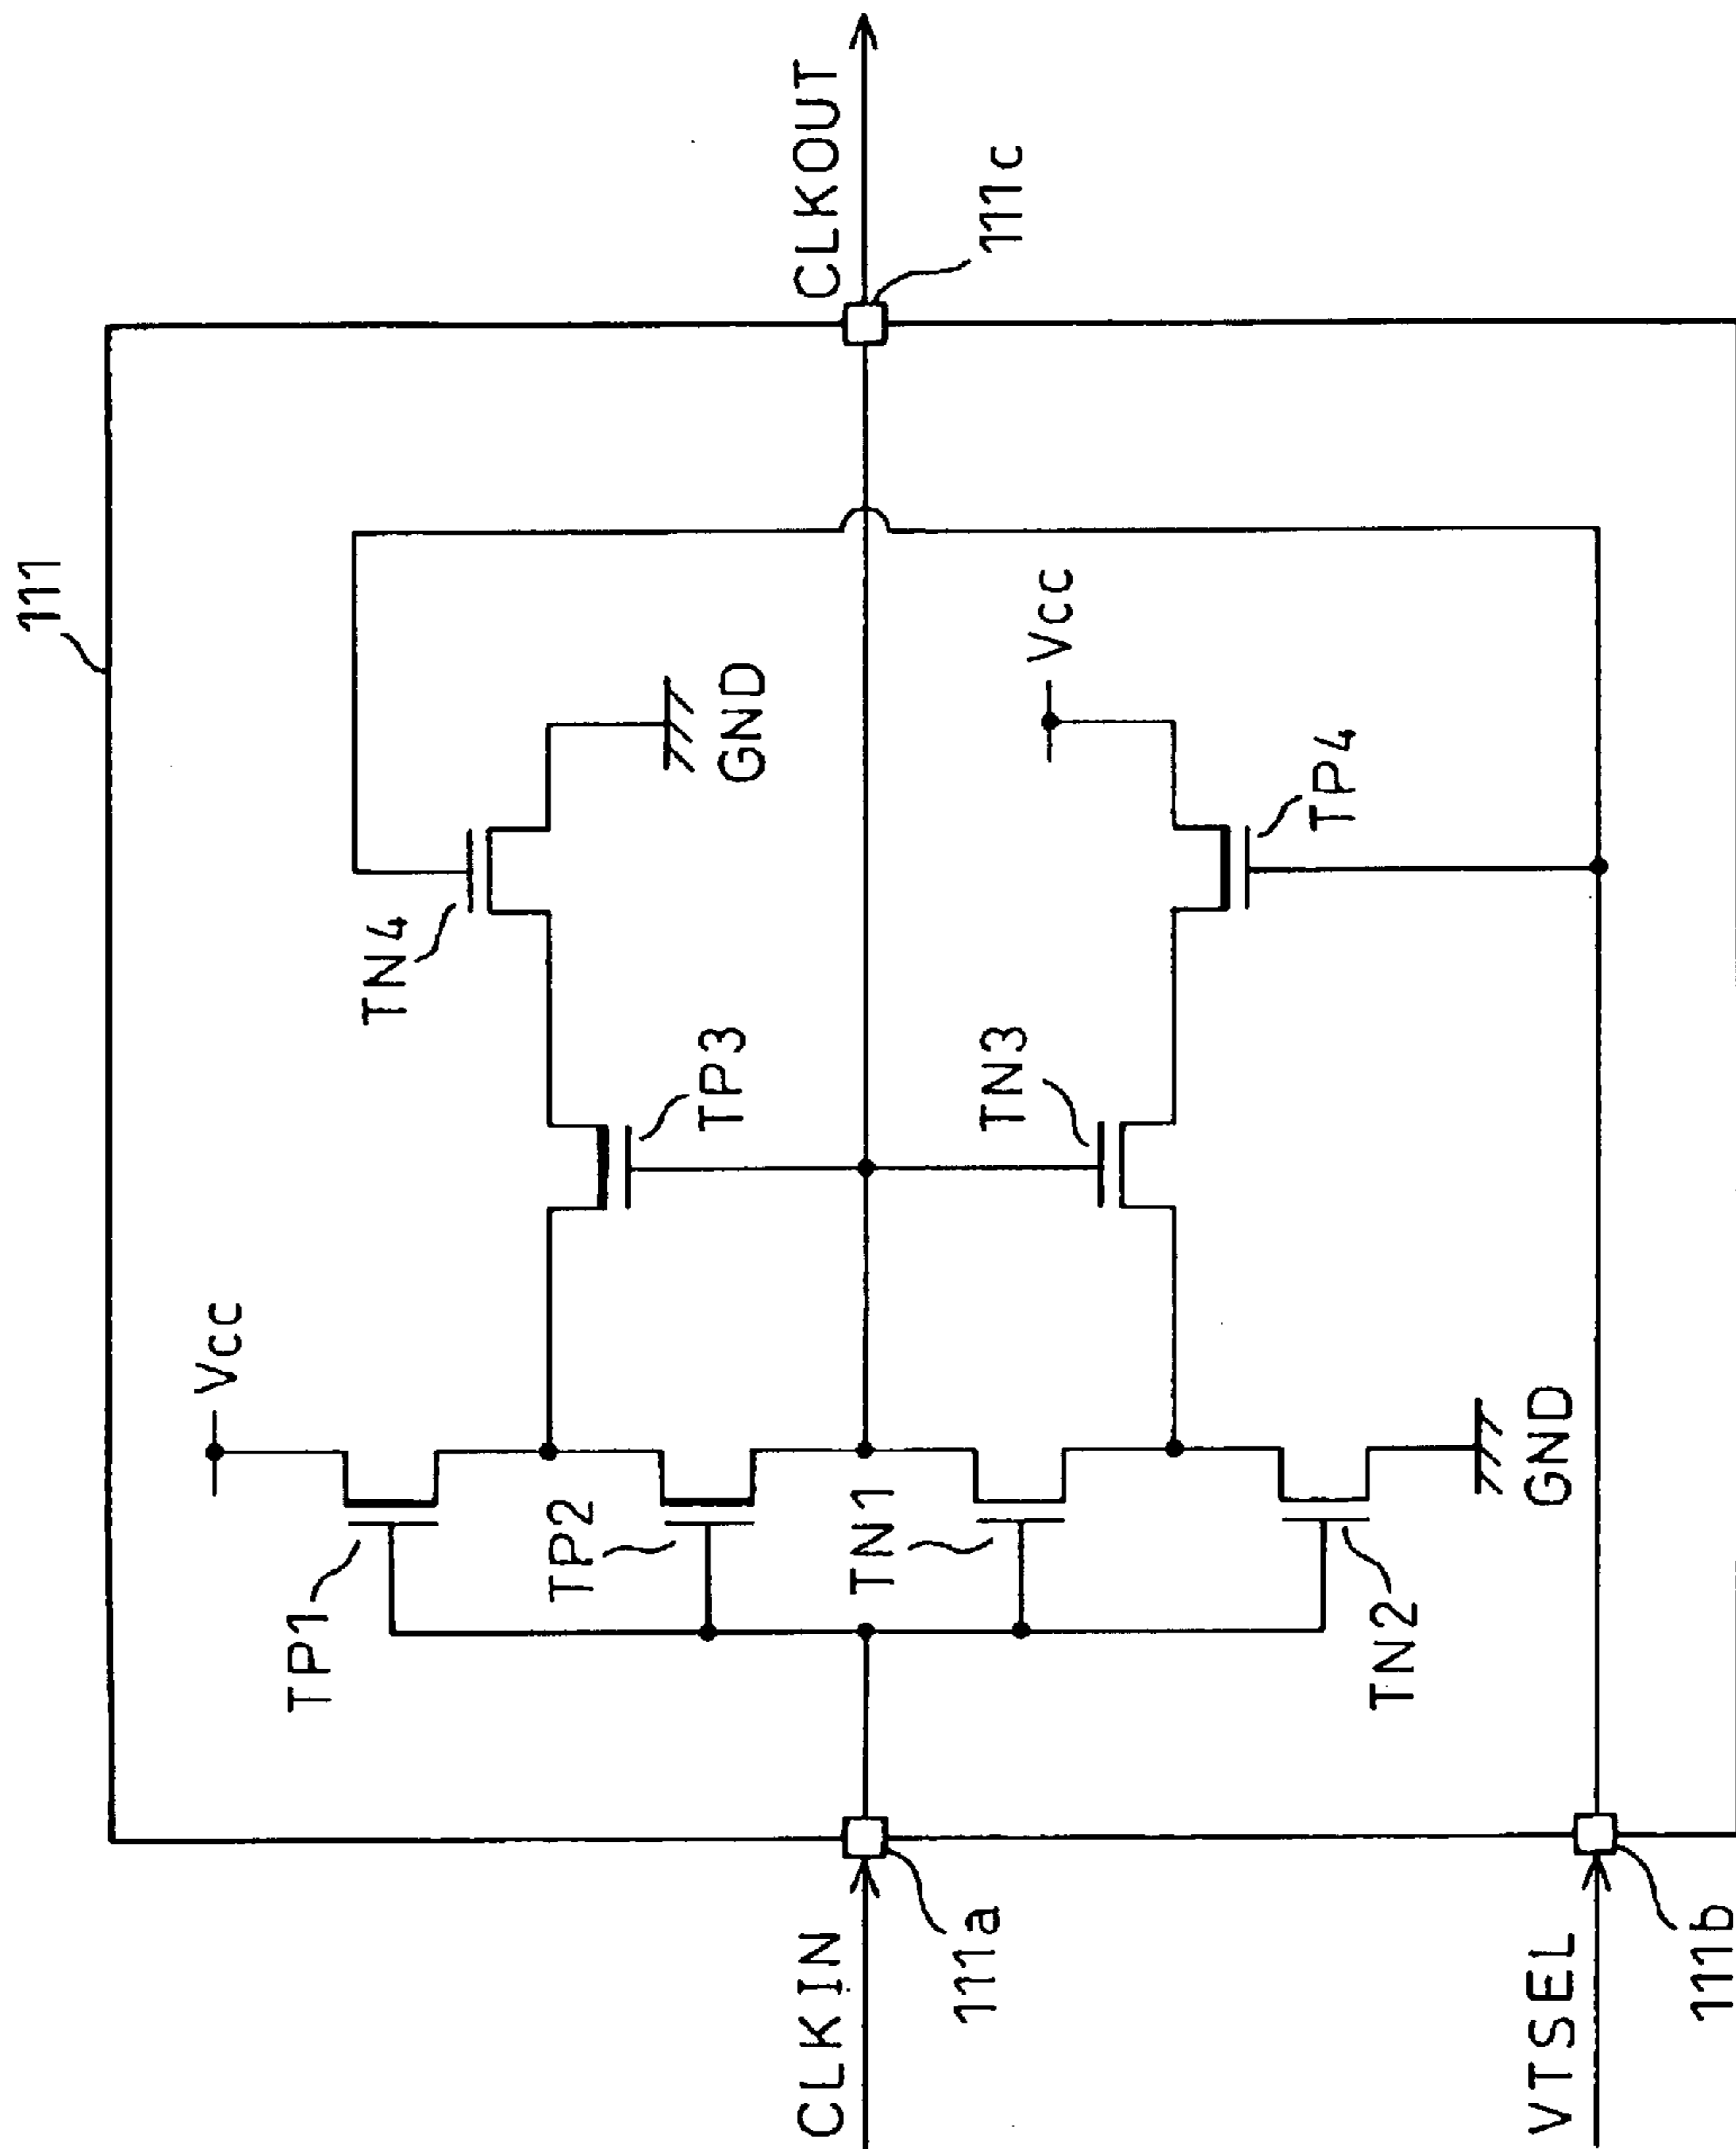 111
CLKOUT
111c
Vcc
TP1
TP2
TN1
TN2
GND
TP3
TN3
TN4
GND
Vcc
TP4
CLKIN
111a
VTSEL
111b